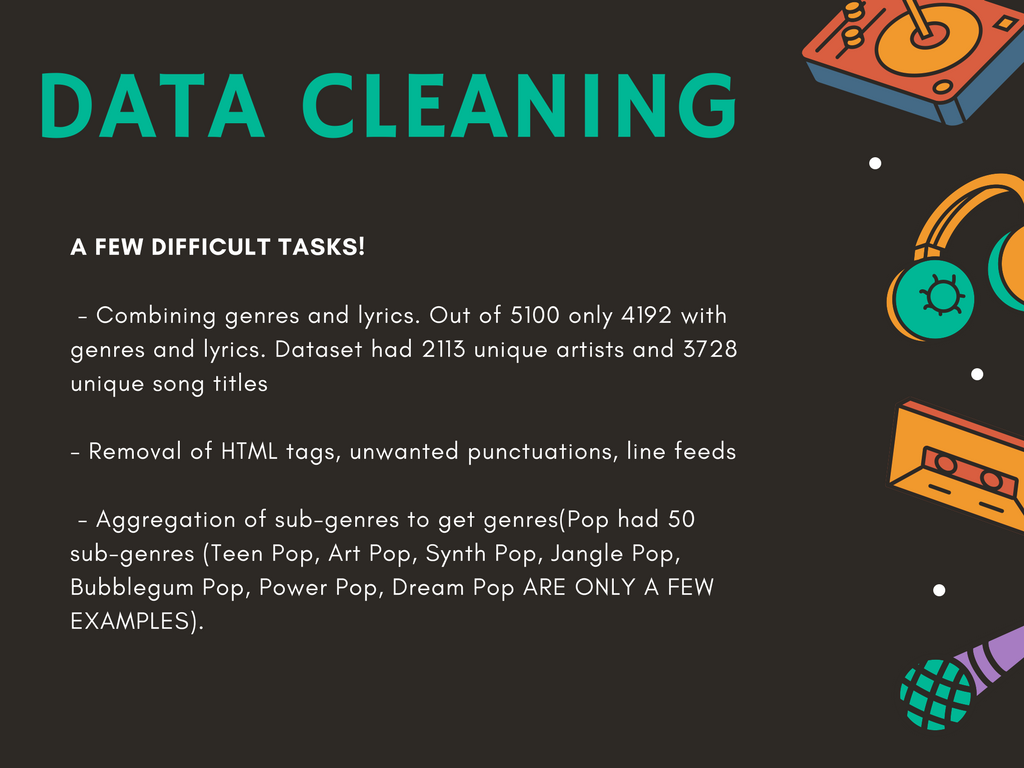 DATA CLEANING
A FEW DIFFICULT TASKS!
- Combining genres and lyrics. Out of 5100 only 4192 with
genres and lyrics. Dataset had 2113 unique artists and 3728
unique song titles
- Removal of HTML tags, unwanted punctuations, line feeds
- Aggregation of sub-genres to get genres(Pop had 50
sub-genres (Teen Pop, Art Pop, Synth Pop, Jangle Pop,
Bubblegum Pop, Power Pop, Dream Pop ARE ONLY A FEW
EXAMPLES).